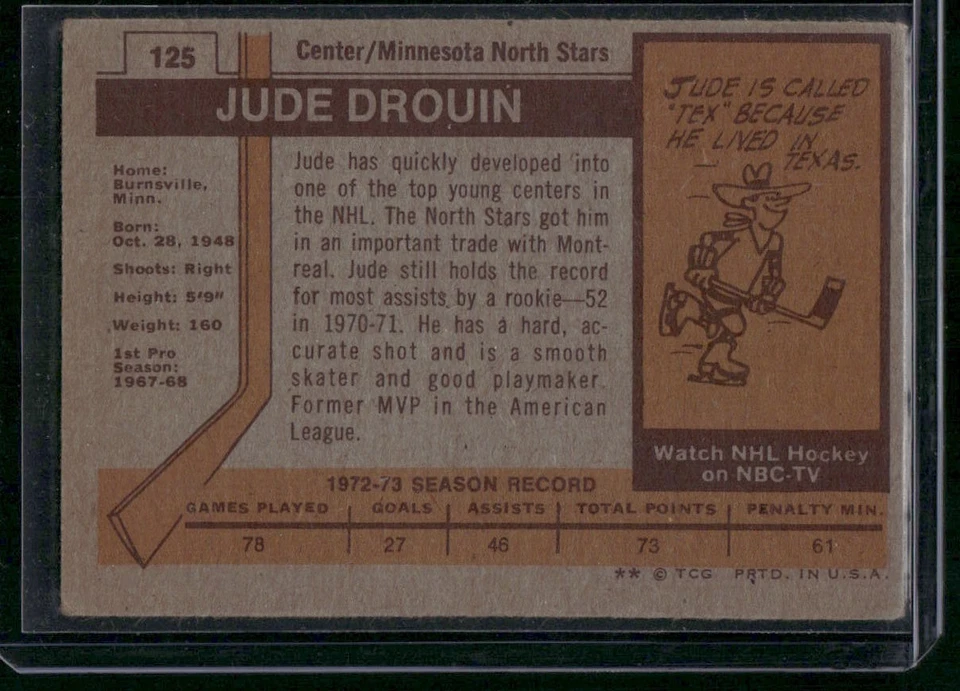 125
Center/Minnesota North Stars
JUDE DROUIN
Home:
Burnsville,
Minn.
Born:
Oct. 28, 1948
Shoots: Right
Height: 5'9"
Weight: 160
1st Pro
Season:
1967-68
Jude has quickly developed into
one of the top young centers in
the NHL. The North Stars got him
in an important trade with Mont-
real. Jude still holds the record
for most assists by a rookie—52
in 1970-71. He has a hard, ac-
curate shot and is a smooth
skater and good playmaker.
Former MVP in the American
League.
JUDE IS CALLED
"TEX" BECAUSE
HE LIVED IN
TEXAS.
Watch NHL Hockey
on NBC-TV
1972-73 SEASON RECORD
GAMES PLAYED GOALS ASSISTS TOTAL POINTS PENALTY MIN.
78 27 46 73 61
** © TCG PRTD. IN U.S.A.